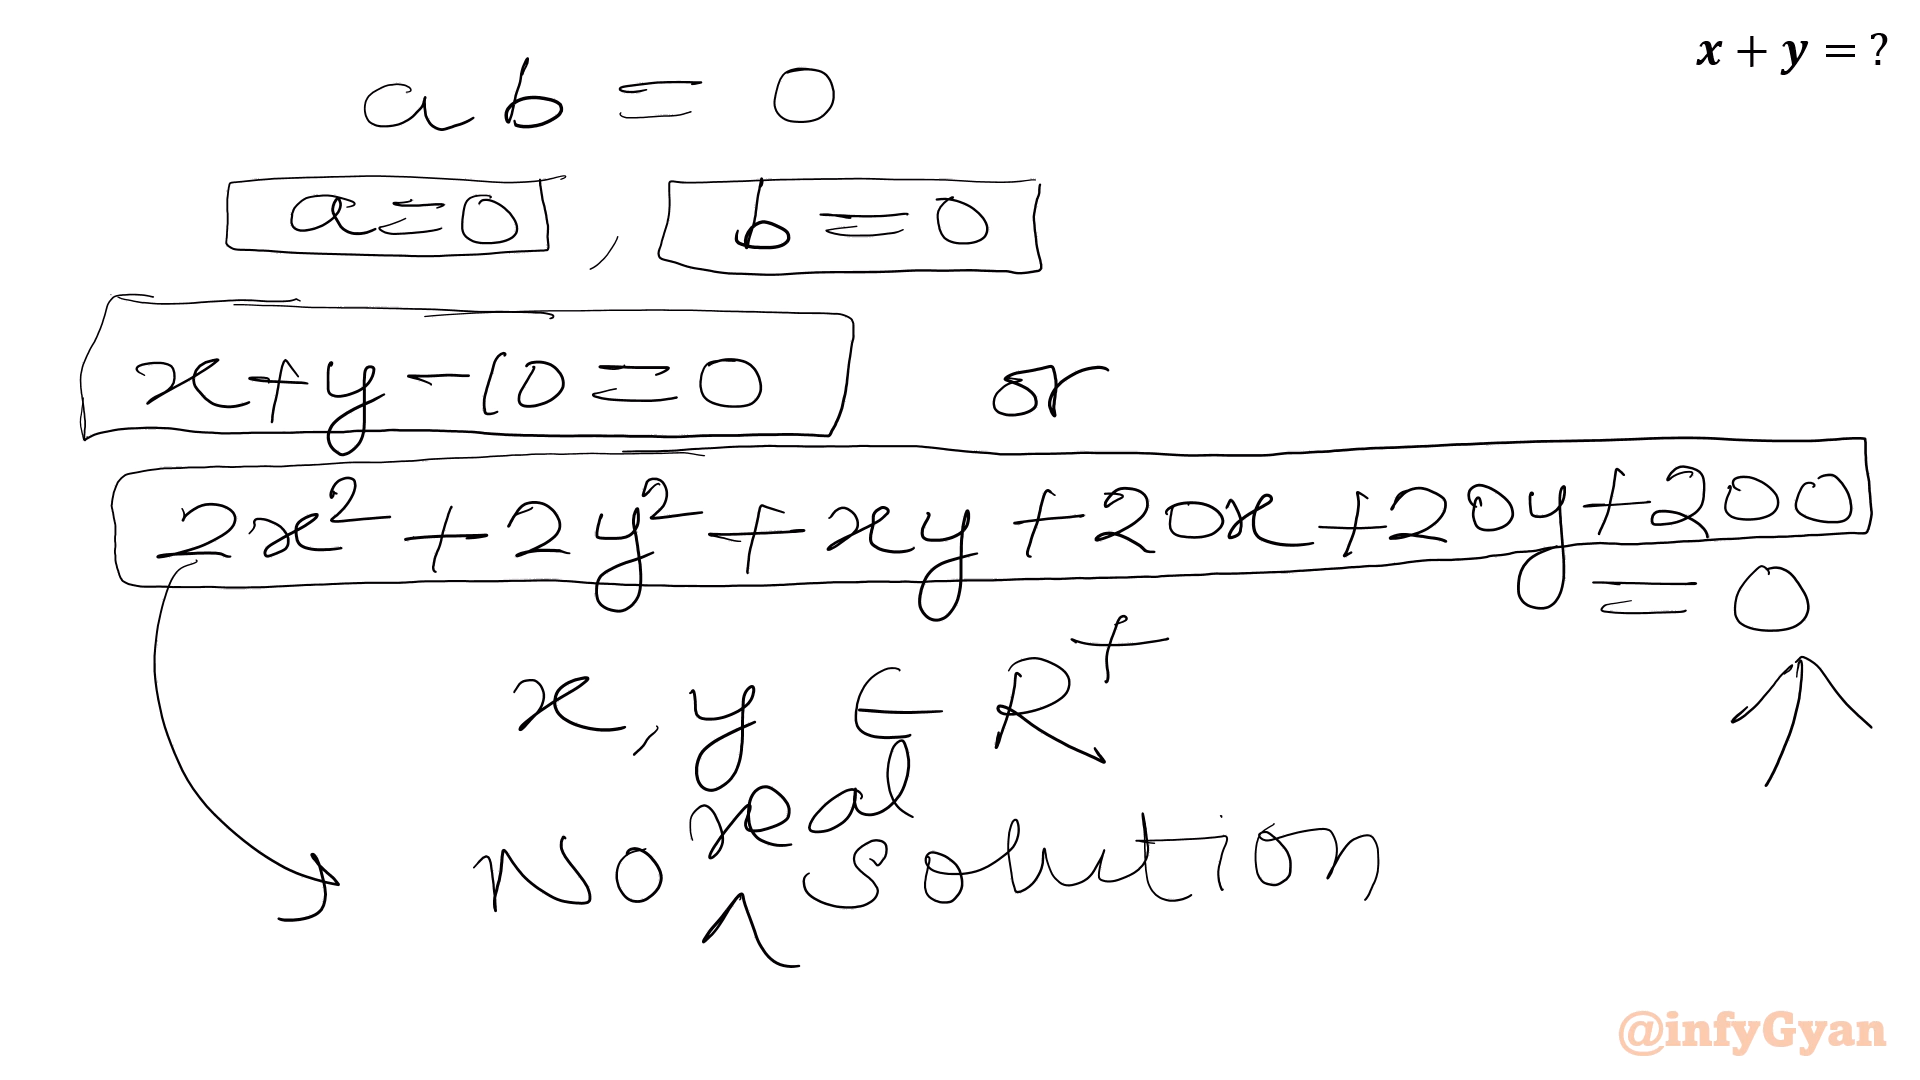 x + y = ?
ab = 0
a = 0 , b = 0
x + y - 10 = 0 or
2x² + 2y² + xy + 20x + 20y + 200
= 0
x, y ∈ R⁺
real
No ^ solution
@infyGyan